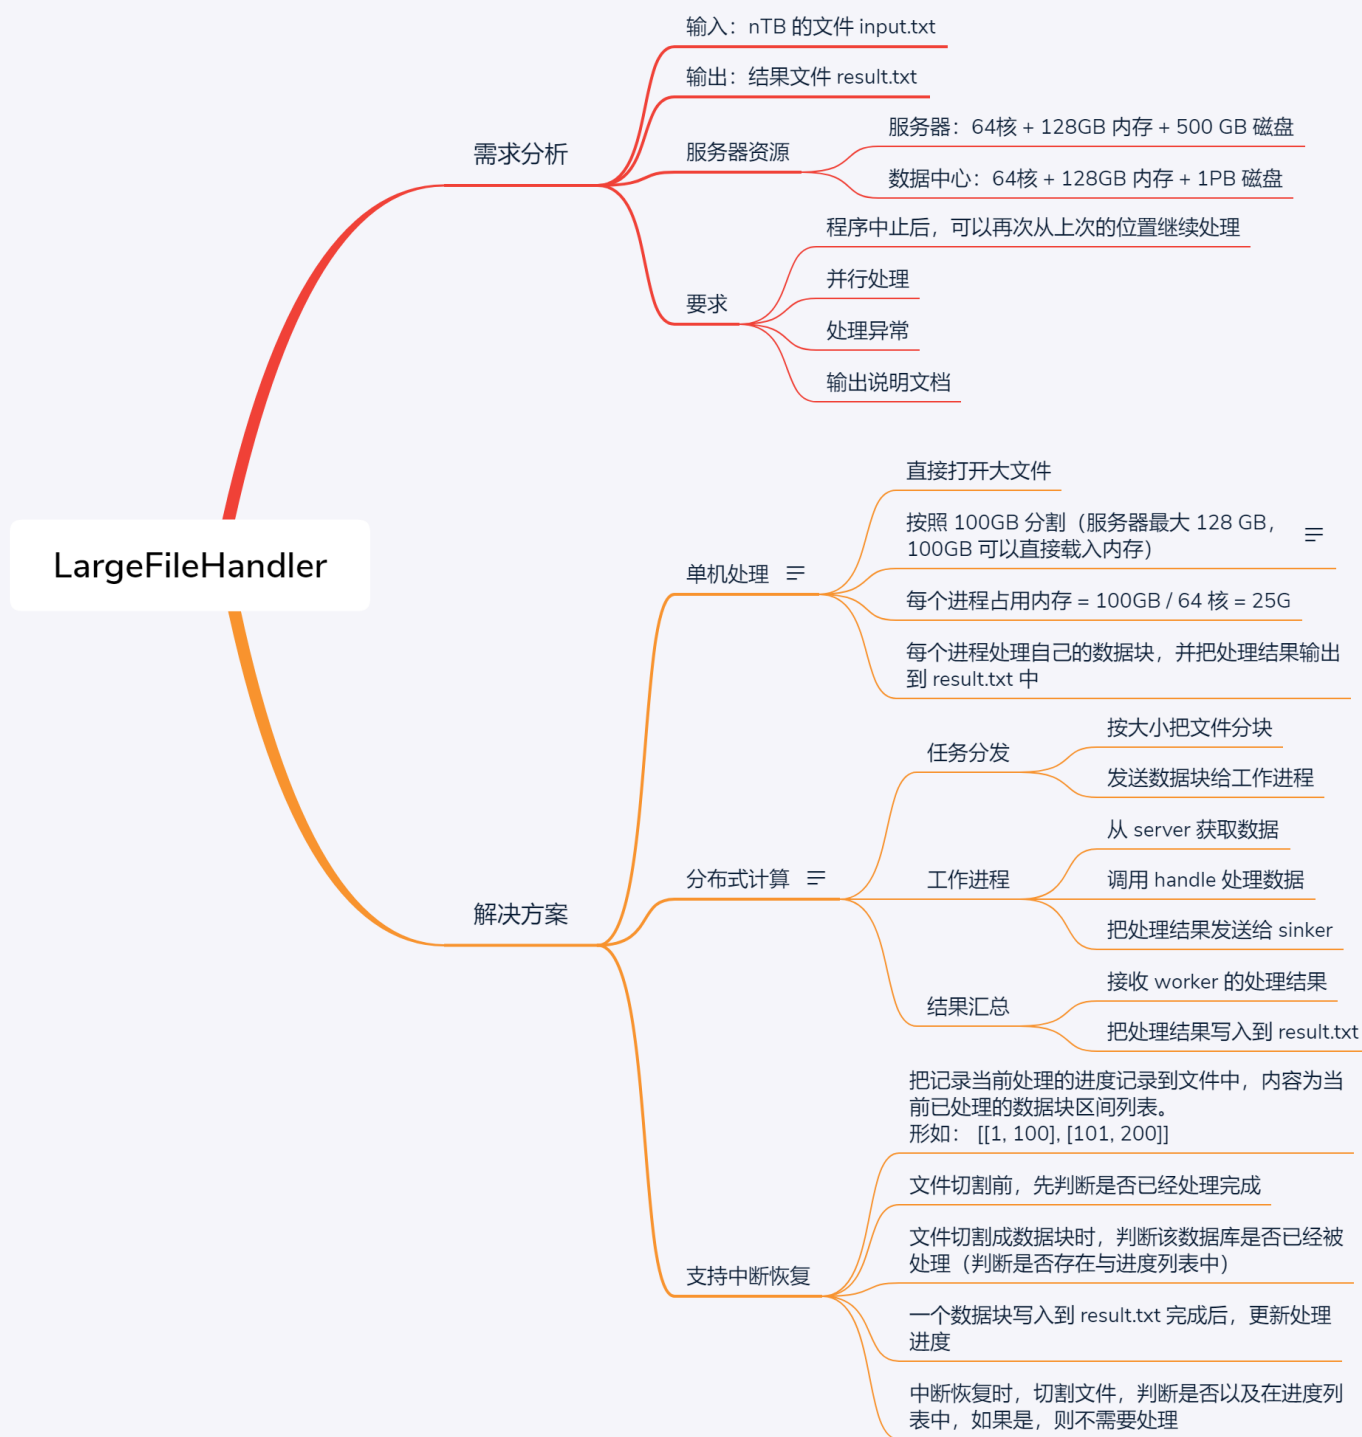 输入：nTB 的文件 input.txt
输出：结果文件 result.txt
服务器：64核 + 128GB 内存 + 500 GB 磁盘
需求分析
服务器资源
数据中心：64核 + 128GB 内存 + 1PB 磁盘
程序中止后，可以再次从上次的位置继续处理
并行处理
要求
处理异常
输出说明文档
LargeFileHandler
直接打开大文件
按照 100GB 分割（服务器最大 128 GB，
100GB 可以直接载入内存）
单机处理
每个进程占用内存 = 100GB / 64 核 = 25G
每个进程处理自己的数据块，并把处理结果输出
到 result.txt 中
任务分发
按大小把文件分块
发送数据块给工作进程
从 server 获取数据
分布式计算
工作进程
调用 handle 处理数据
解决方案
把处理结果发送给 sinker
接收 worker 的处理结果
结果汇总
把处理结果写入到 result.txt
把记录当前处理的进度记录到文件中，内容为当
前已处理的数据块区间列表。
形如： [[1, 100], [101, 200]]
文件切割前，先判断是否已经处理完成
文件切割成数据块时，判断该数据库是否已经被
处理（判断是否存在与进度列表中）
支持中断恢复
一个数据块写入到 result.txt 完成后，更新处理
进度
中断恢复时，切割文件，判断是否以及在进度列
表中，如果是，则不需要处理